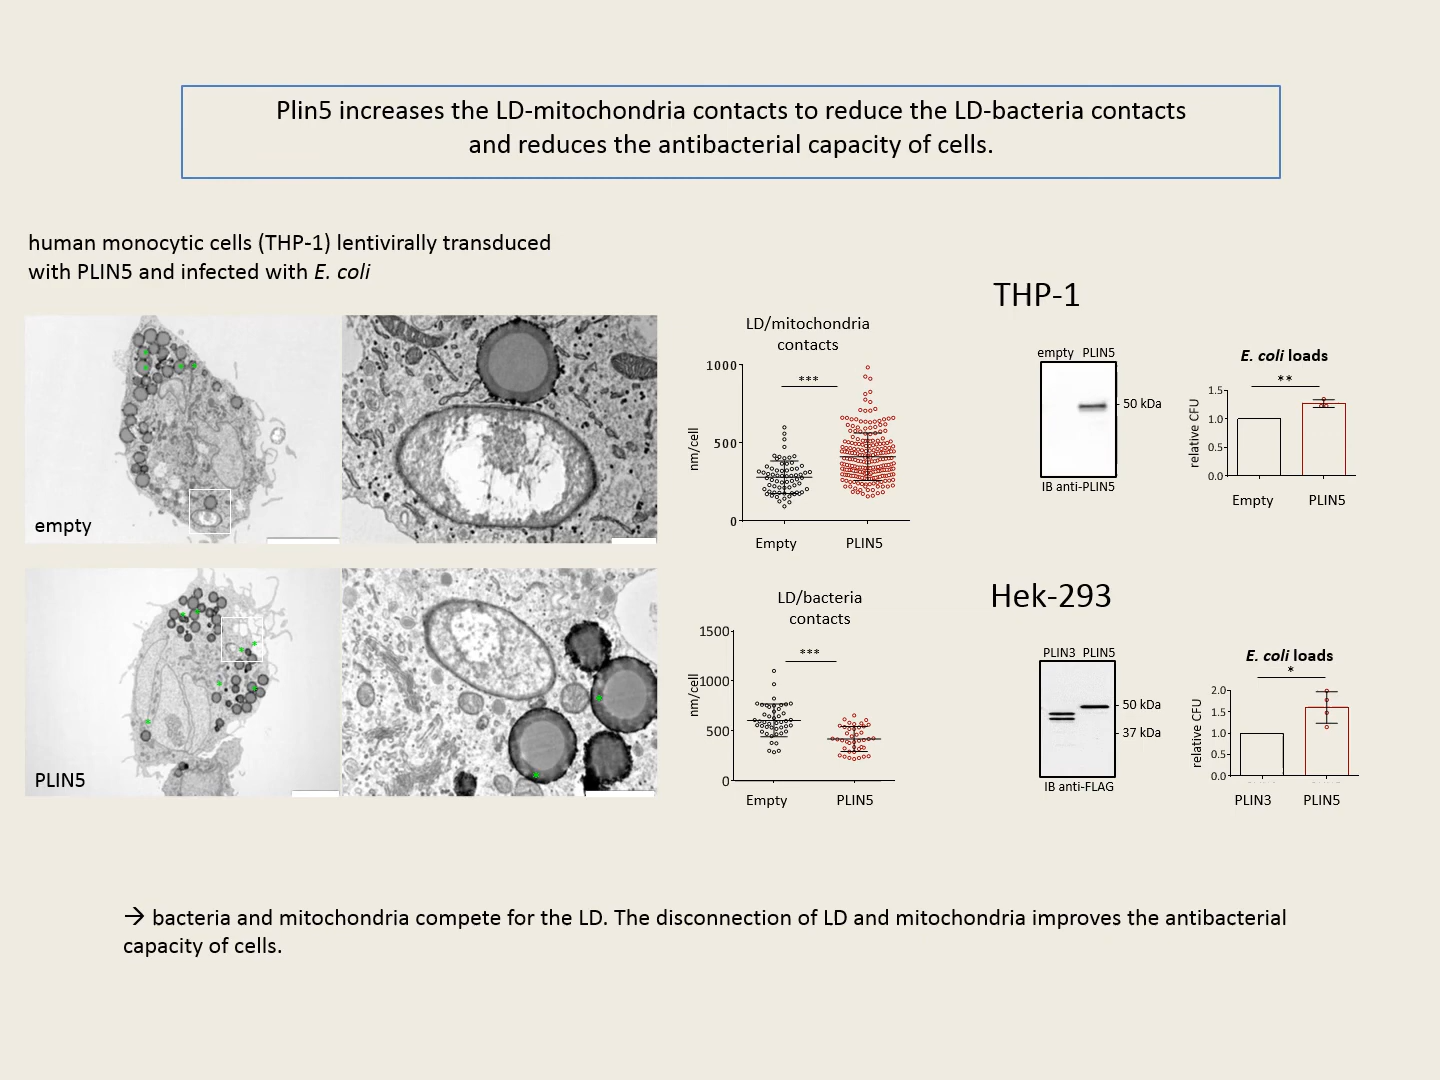 Plin5 increases the LD-mitochondria contacts to reduce the LD-bacteria contacts
and reduces the antibacterial capacity of cells.
human monocytic cells (THP-1) lentivirally transduced
with PLIN5 and infected with E. coli
empty
PLIN5
LD/mitochondria
contacts
***
1000
500
0
nm/cell
Empty PLIN5
LD/bacteria
contacts
***
1500
1000
500
0
nm/cell
Empty PLIN5
THP-1
empty PLIN5
50 kDa
IB anti-PLIN5
E. coli loads
**
1.5
1.0
0.5
0.0
relative CFU
Empty PLIN5
Hek-293
PLIN3 PLIN5
50 kDa
37 kDa
IB anti-FLAG
E. coli loads
*
2.0
1.5
1.0
0.5
0.0
relative CFU
PLIN3 PLIN5
→ bacteria and mitochondria compete for the LD. The disconnection of LD and mitochondria improves the antibacterial
capacity of cells.